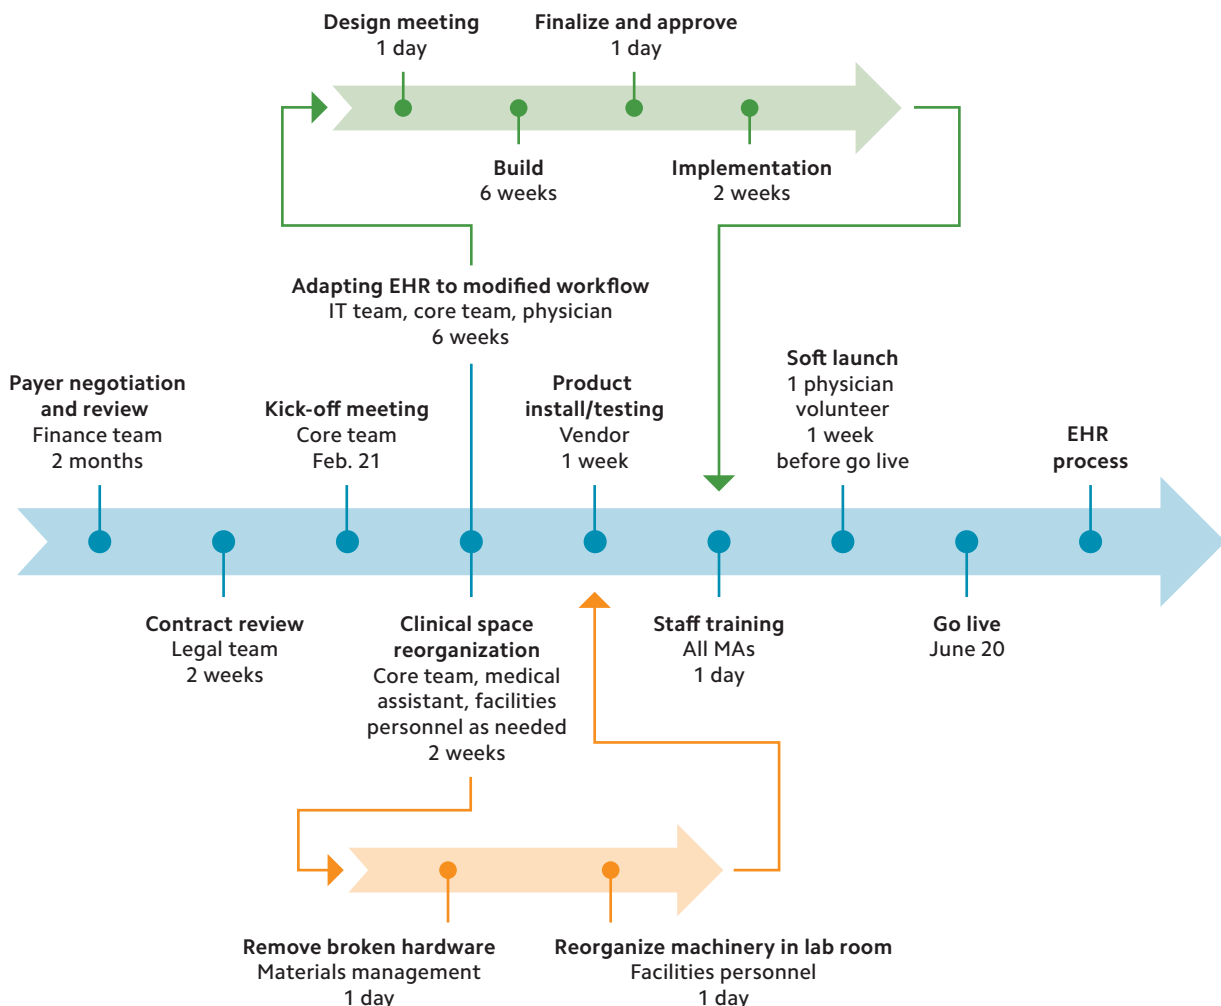 Design meeting
1 day
Finalize and approve
1 day
Build
6 weeks
Implementation
2 weeks
Adapting EHR to modified workflow
IT team, core team, physician
6 weeks
Payer negotiation
and review
Finance team
2 months
Kick-off meeting
Core team
Feb. 21
Product
install/testing
Vendor
1 week
Soft launch
1 physician
volunteer
1 week
before go live
EHR
process
Contract review
Legal team
2 weeks
Clinical space
reorganization
Core team, medical
assistant, facilities
personnel as needed
2 weeks
Staff training
All MAs
1 day
Go live
June 20
Remove broken hardware
Materials management
1 day
Reorganize machinery in lab room
Facilities personnel
1 day